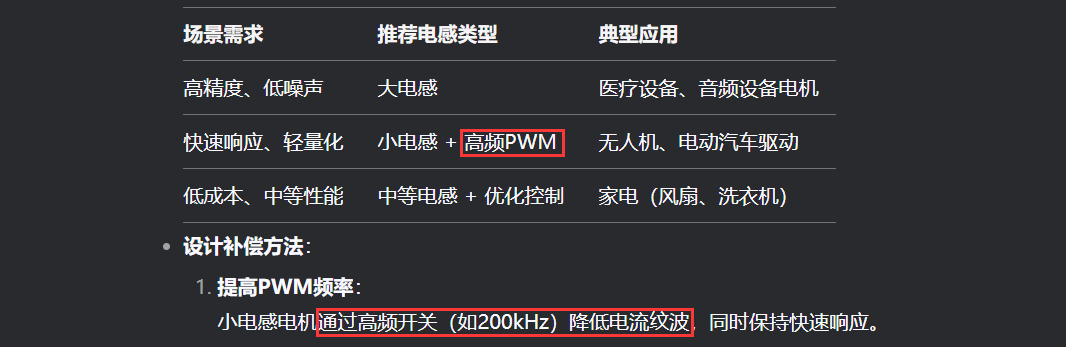 场景需求 推荐电感类型 典型应用
高精度、低噪声 大电感 医疗设备、音频设备电机
快速响应、轻量化 小电感 + 高频PWM 无人机、电动汽车驱动
低成本、中等性能 中等电感 + 优化控制 家电（风扇、洗衣机）
设计补偿方法：
1. 提高PWM频率：
小电感电机通过高频开关（如200kHz）降低电流纹波，同时保持快速响应。